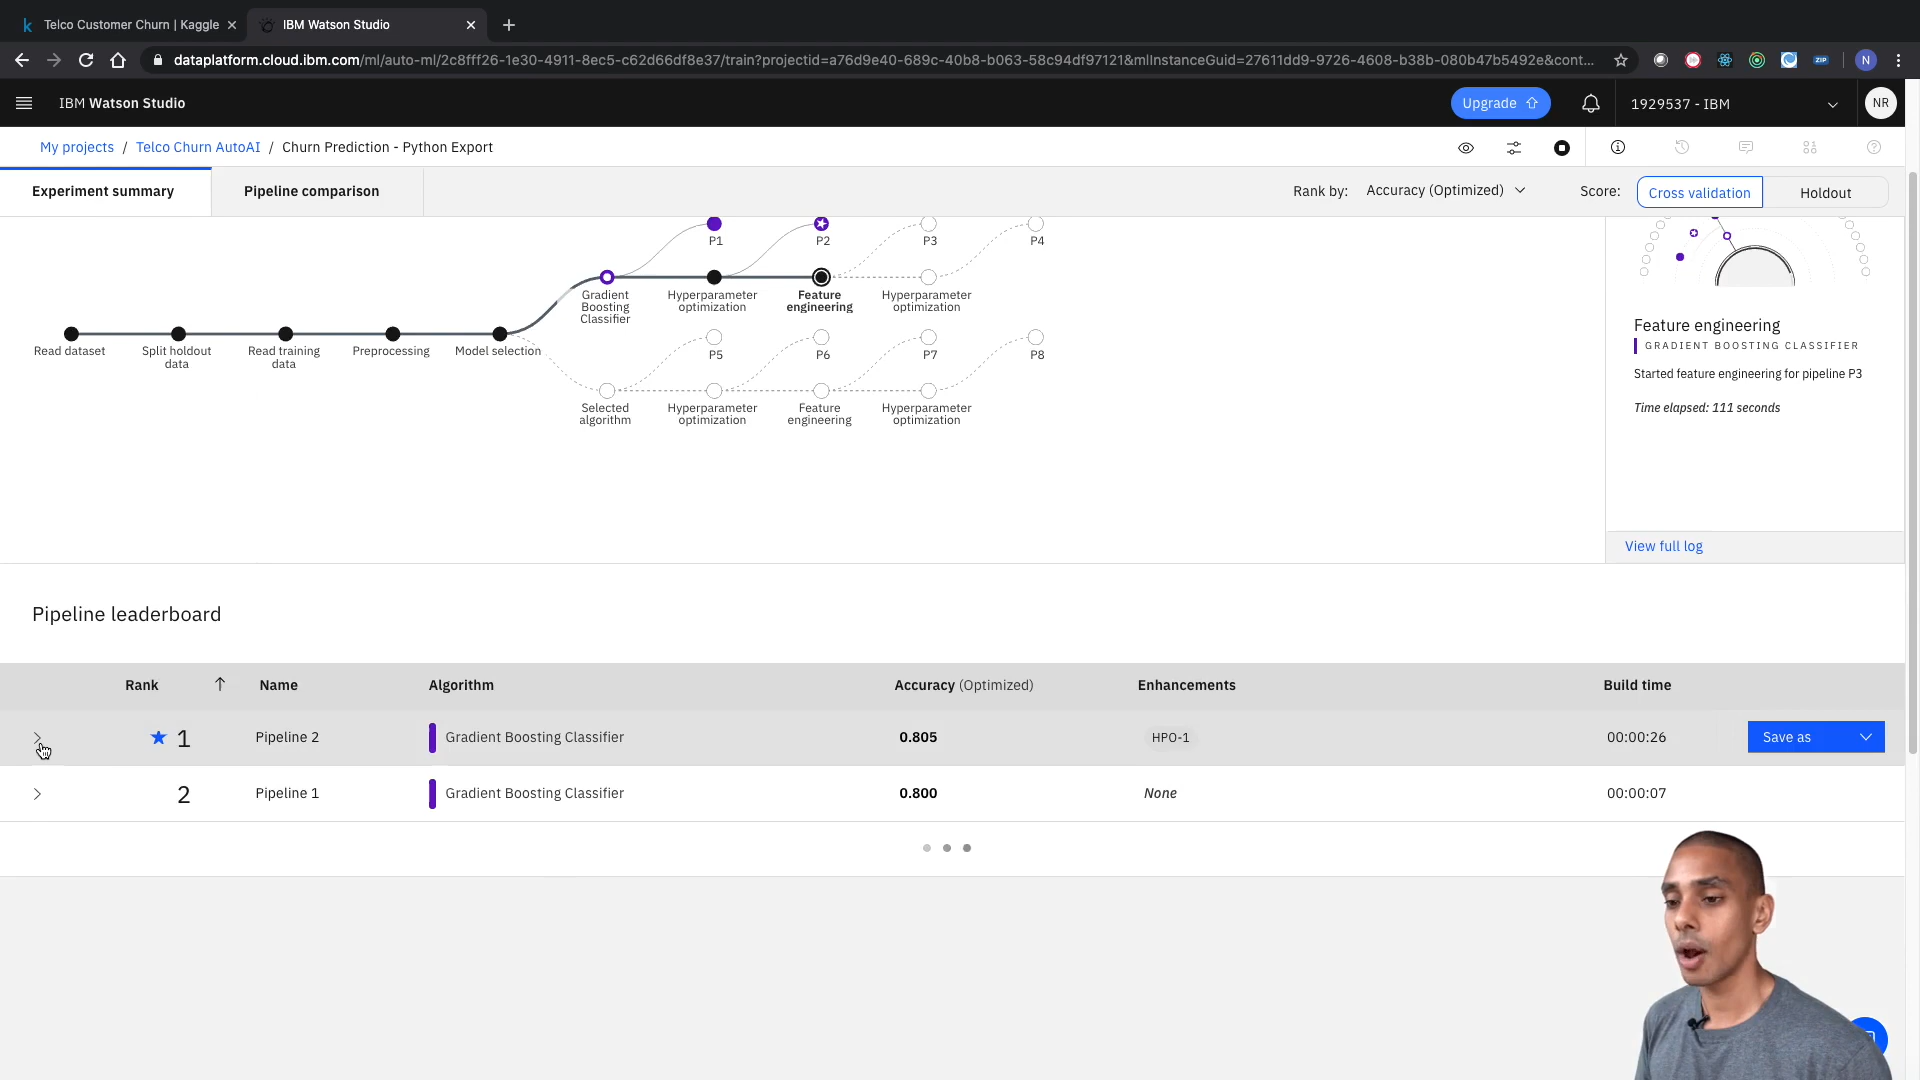 Telco Customer Churn | Kaggle
IBM Watson Studio
dataplatform.cloud.ibm.com/ml/auto-ml/2c8fff26-1e30-4911-8ec5-c62d66df8e37/train?projectid=a76d9e40-689c-40b8-b063-58c94df97121&mlInstanceGuid=27611dd9-9726-4608-b38b-080b47b5492e&cont...
ZIP
N
IBM Watson Studio
Upgrade
1929537 - IBM
NR
My projects / Telco Churn AutoAI / Churn Prediction - Python Export
Experiment summary
Pipeline comparison
Rank by: Accuracy (Optimized)
Score: Cross validation Holdout
P1 P2 P3 P4
Gradient Boosting Classifier
Hyperparameter optimization
Feature engineering
Hyperparameter optimization
Read dataset
Split holdout data
Read training data
Preprocessing
Model selection
P5 P6 P7 P8
Selected algorithm
Hyperparameter optimization
Feature engineering
Hyperparameter optimization
Feature engineering
GRADIENT BOOSTING CLASSIFIER
Started feature engineering for pipeline P3
Time elapsed: 111 seconds
View full log
Pipeline leaderboard
Rank Name Algorithm Accuracy (Optimized) Enhancements Build time
1 Pipeline 2 Gradient Boosting Classifier 0.805 HPO-1 00:00:26 Save as
2 Pipeline 1 Gradient Boosting Classifier 0.800 None 00:00:07